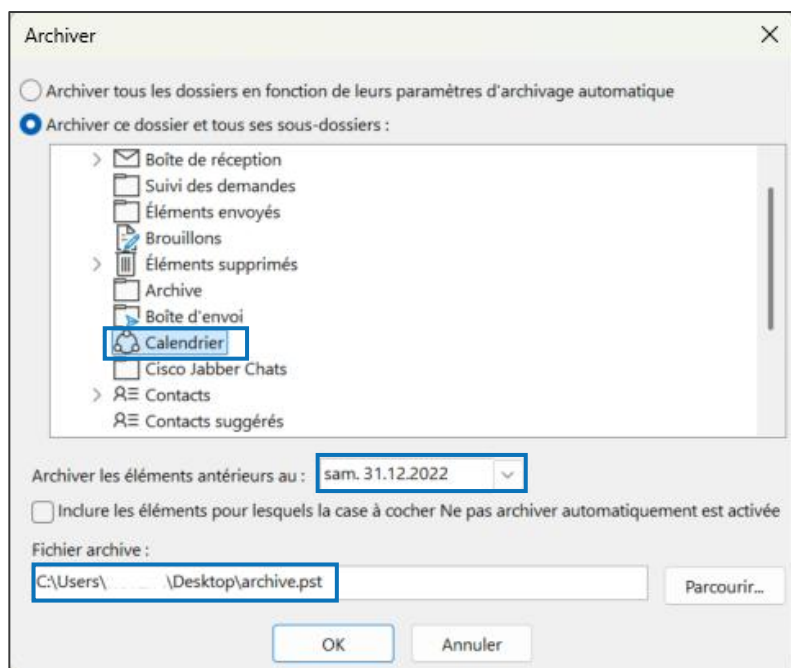 Archiver
Archiver tous les dossiers en fonction de leurs paramètres d'archivage automatique
Archiver ce dossier et tous ses sous-dossiers :
Boîte de réception
Suivi des demandes
Éléments envoyés
Brouillons
Éléments supprimés
Archive
Boîte d'envoi
Calendrier
Cisco Jabber Chats
Contacts
Contacts suggérés
Archiver les éléments antérieurs au : sam. 31.12.2022
Inclure les éléments pour lesquels la case à cocher Ne pas archiver automatiquement est activée
Fichier archive :
C:\Users\ \Desktop\archive.pst Parcourir...
OK Annuler